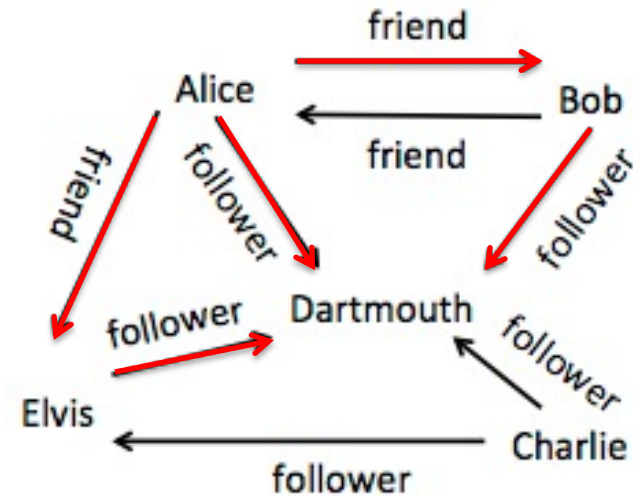 friend
Alice
Bob
friend
friend
follower
follower
Dartmouth
follower
follower
Elvis
Charlie
follower